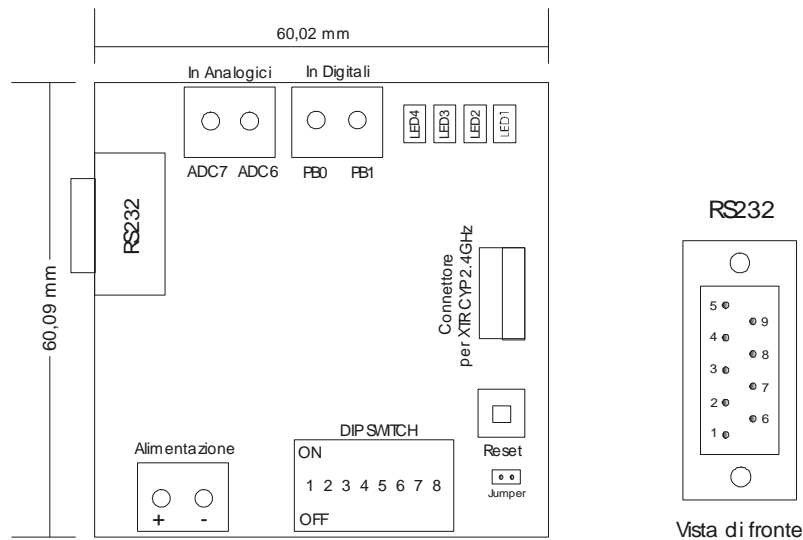 60,02 mm
In Analogici In Digitali
LED4 LED3 LED2 LED1
ADC7 ADC6 PB0 PB1
RS232
60,09 mm
Connettore
per XTR CYP 2.4GHz
Alimentazione
+ -
DIP SWITCH
ON
1 2 3 4 5 6 7 8
OFF
Reset
Jumper
RS232
5
9
4
8
3
7
2
6
1
Vista di fronte